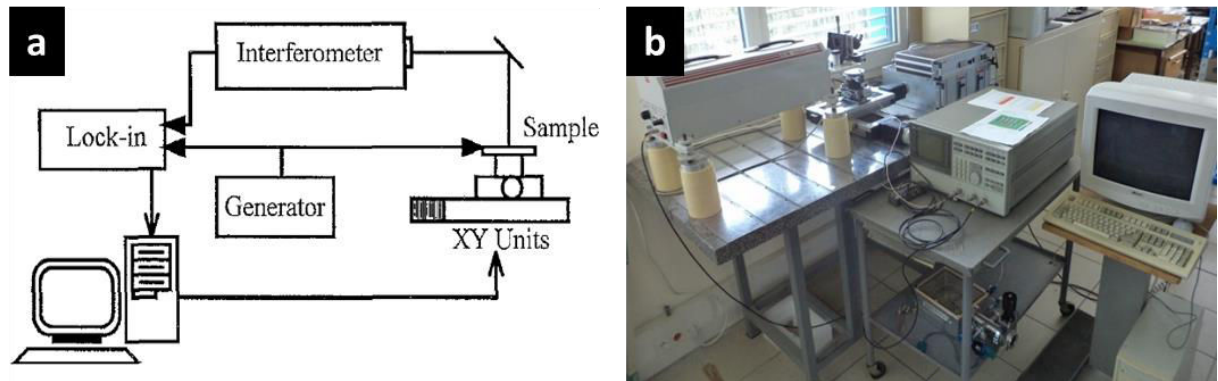 a
Interferometer
Lock-in
Sample
Generator
XY Units
b